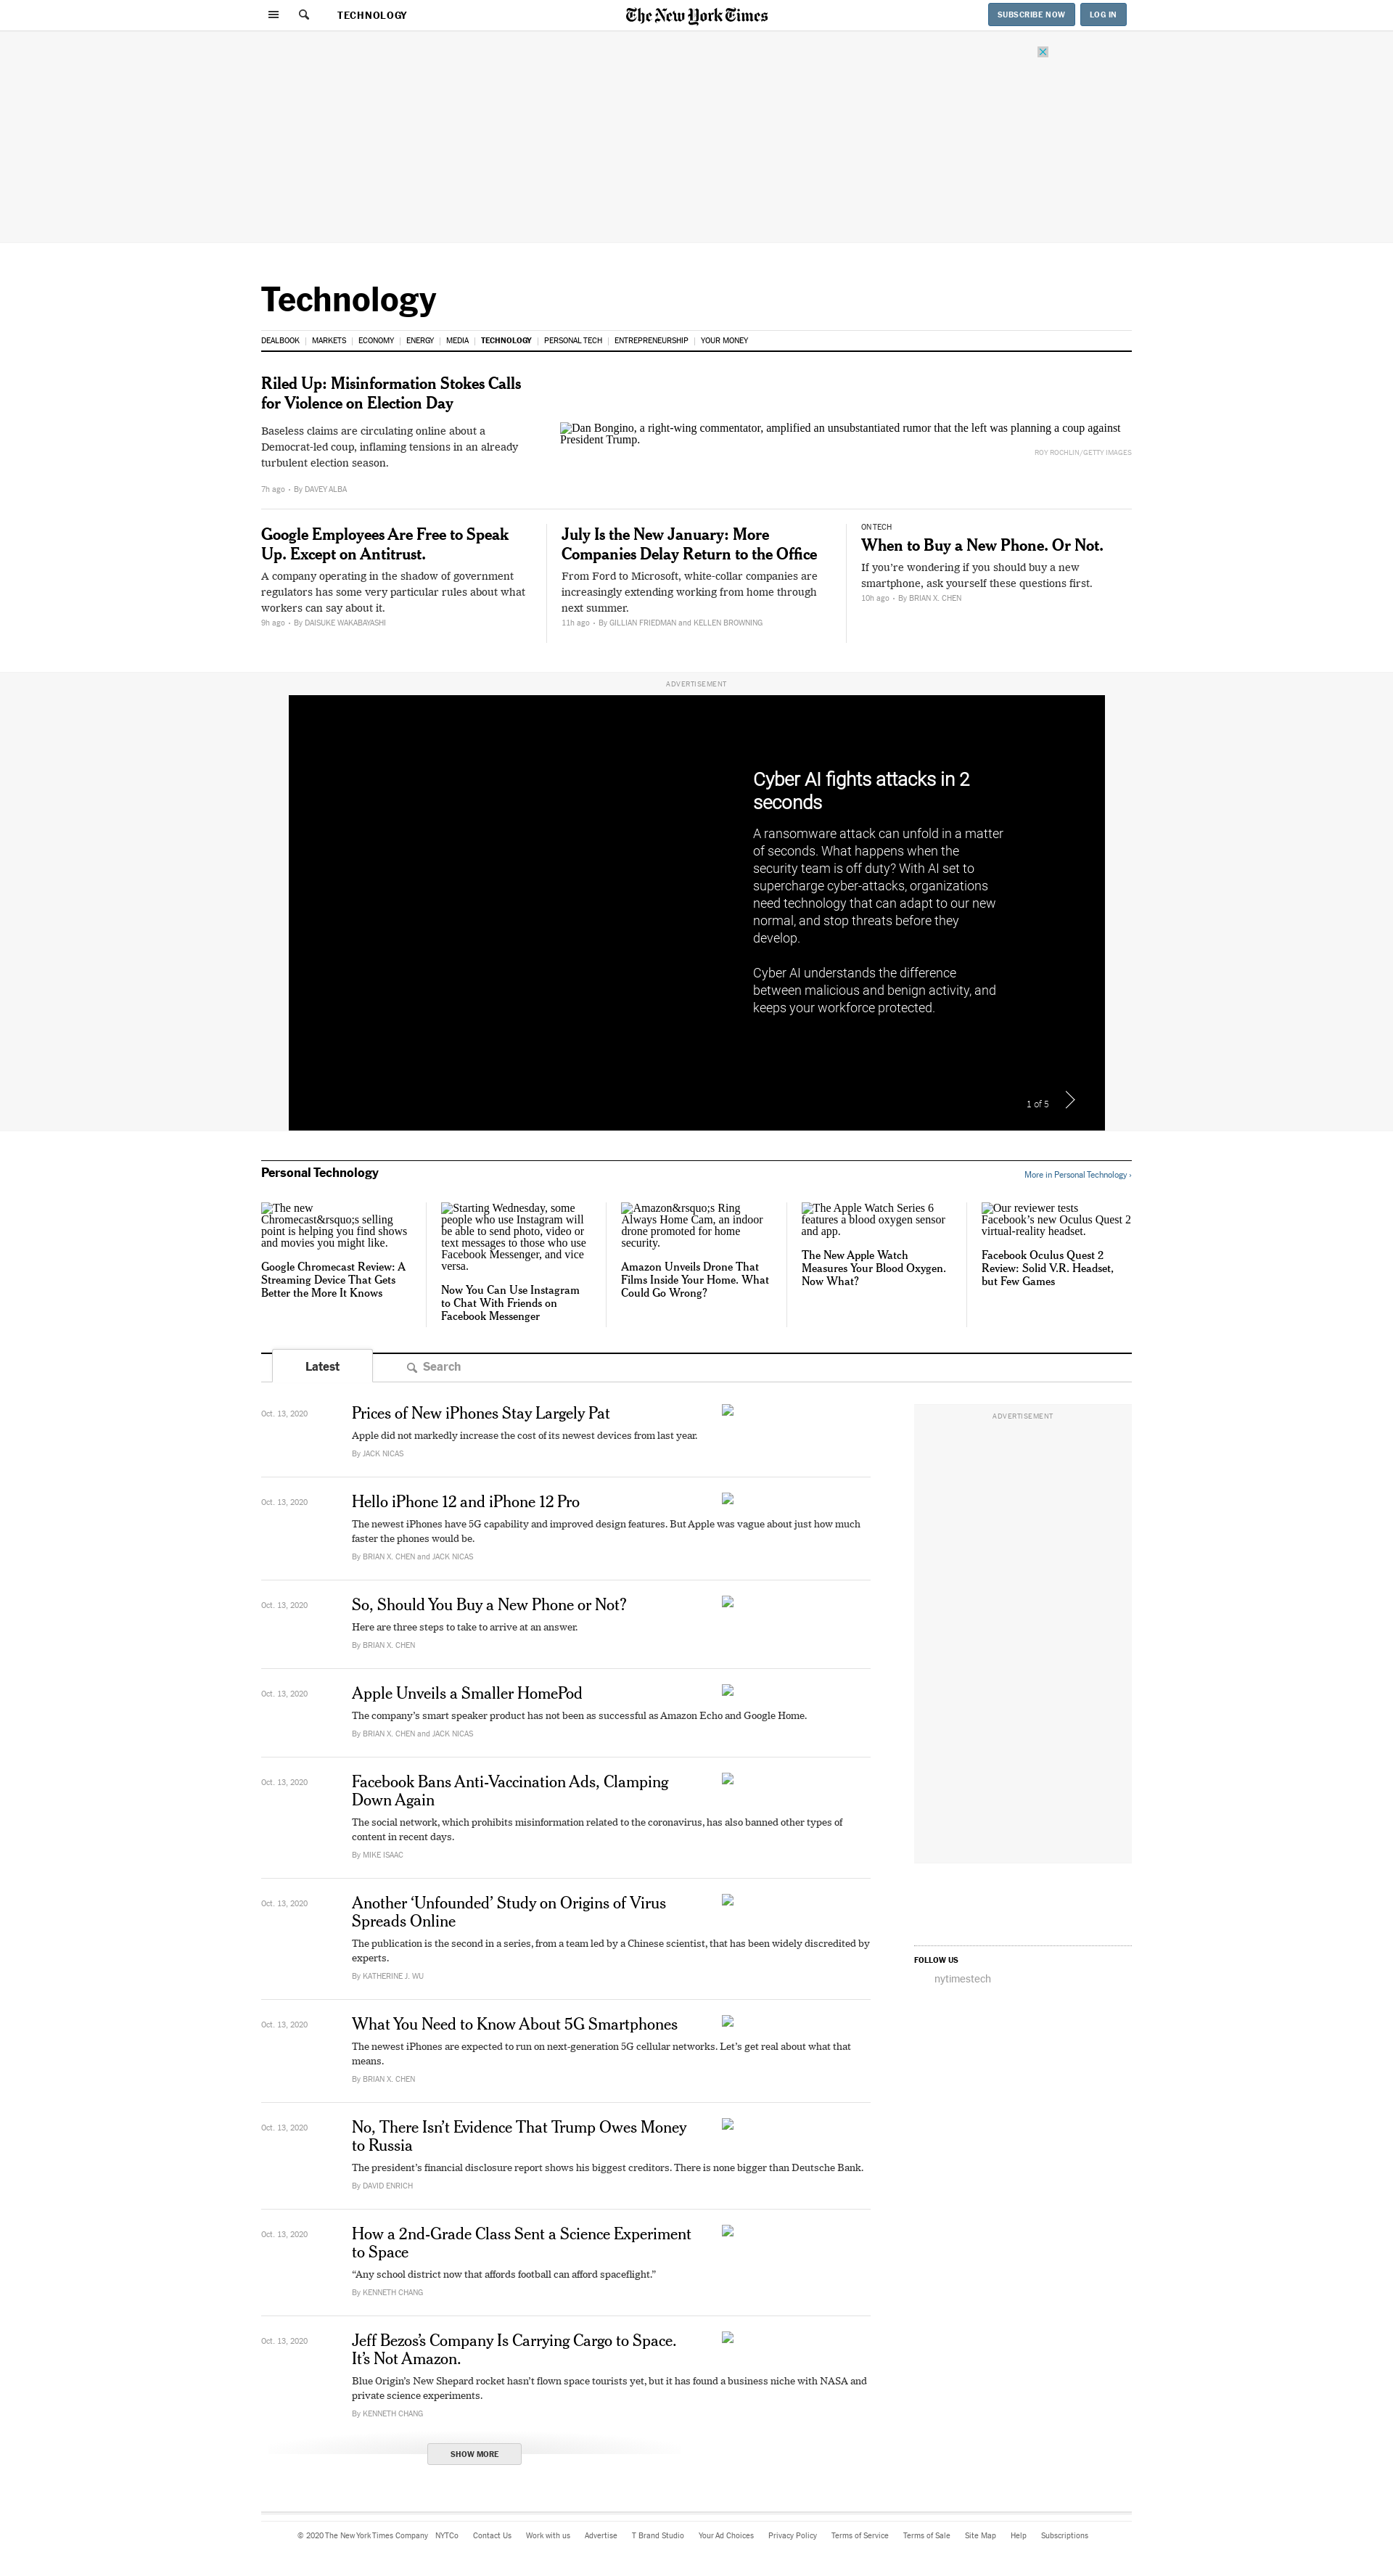 TECHNOLOGY
The New York Times
SUBSCRIBE NOW
LOG IN
Technology
DEALBOOK
MARKETS
ECONOMY
ENERGY
MEDIA
TECHNOLOGY
PERSONAL TECH
ENTREPRENEURSHIP
YOUR MONEY
Riled Up: Misinformation Stokes Calls
for Violence on Election Day
Baseless claims are circulating online about a
Democrat-led coup, inflaming tensions in an already
turbulent election season.
7h ago • By DAVEY ALBA
Dan Bongino, a right-wing commentator, amplified an unsubstantiated rumor that the left was planning a coup against
President Trump.
ROY ROCHLIN/GETTY IMAGES
Google Employees Are Free to Speak
Up. Except on Antitrust.
A company operating in the shadow of government
regulators has some very particular rules about what
workers can say about it.
9h ago • By DAISUKE WAKABAYASHI
July Is the New January: More
Companies Delay Return to the Office
From Ford to Microsoft, white-collar companies are
increasingly extending working from home through
next summer.
11h ago • By GILLIAN FRIEDMAN and KELLEN BROWNING
ON TECH
When to Buy a New Phone. Or Not.
If you're wondering if you should buy a new
smartphone, ask yourself these questions first.
10h ago • By BRIAN X. CHEN
ADVERTISEMENT
Cyber AI fights attacks in 2
seconds
A ransomware attack can unfold in a matter
of seconds. What happens when the
security team is off duty? With AI set to
supercharge cyber-attacks, organizations
need technology that can adapt to our new
normal, and stop threats before they
develop.
Cyber AI understands the difference
between malicious and benign activity, and
keeps your workforce protected.
1 of 5
Personal Technology
More in Personal Technology ›
The new
Chromecast&rsquo;s selling
point is helping you find shows
and movies you might like.
Google Chromecast Review: A
Streaming Device That Gets
Better the More It Knows
Starting Wednesday, some
people who use Instagram will
be able to send photo, video or
text messages to those who use
Facebook Messenger, and vice
versa.
Now You Can Use Instagram
to Chat With Friends on
Facebook Messenger
Amazon&rsquo;s Ring
Always Home Cam, an indoor
drone promoted for home
security.
Amazon Unveils Drone That
Films Inside Your Home. What
Could Go Wrong?
The Apple Watch Series 6
features a blood oxygen sensor
and app.
The New Apple Watch
Measures Your Blood Oxygen.
Now What?
Our reviewer tests
Facebook's new Oculus Quest 2
virtual-reality headset.
Facebook Oculus Quest 2
Review: Solid V.R. Headset,
but Few Games
Latest
Search
Oct. 13, 2020
Prices of New iPhones Stay Largely Pat
Apple did not markedly increase the cost of its newest devices from last year.
By JACK NICAS
Oct. 13, 2020
Hello iPhone 12 and iPhone 12 Pro
The newest iPhones have 5G capability and improved design features. But Apple was vague about just how much
faster the phones would be.
By BRIAN X. CHEN and JACK NICAS
Oct. 13, 2020
So, Should You Buy a New Phone or Not?
Here are three steps to take to arrive at an answer.
By BRIAN X. CHEN
Oct. 13, 2020
Apple Unveils a Smaller HomePod
The company's smart speaker product has not been as successful as Amazon Echo and Google Home.
By BRIAN X. CHEN and JACK NICAS
Oct. 13, 2020
Facebook Bans Anti-Vaccination Ads, Clamping
Down Again
The social network, which prohibits misinformation related to the coronavirus, has also banned other types of
content in recent days.
By MIKE ISAAC
Oct. 13, 2020
Another ‘Unfounded’ Study on Origins of Virus
Spreads Online
The publication is the second in a series, from a team led by a Chinese scientist, that has been widely discredited by
experts.
By KATHERINE J. WU
Oct. 13, 2020
What You Need to Know About 5G Smartphones
The newest iPhones are expected to run on next-generation 5G cellular networks. Let's get real about what that
means.
By BRIAN X. CHEN
Oct. 13, 2020
No, There Isn’t Evidence That Trump Owes Money
to Russia
The president’s financial disclosure report shows his biggest creditors. There is none bigger than Deutsche Bank.
By DAVID ENRICH
Oct. 13, 2020
How a 2nd-Grade Class Sent a Science Experiment
to Space
“Any school district now that affords football can afford spaceflight.”
By KENNETH CHANG
Oct. 13, 2020
Jeff Bezos’s Company Is Carrying Cargo to Space.
It’s Not Amazon.
Blue Origin’s New Shepard rocket hasn’t flown space tourists yet, but it has found a business niche with NASA and
private science experiments.
By KENNETH CHANG
SHOW MORE
ADVERTISEMENT
FOLLOW US
nytimestech
© 2020 The New York Times Company
NYTCo
Contact Us
Work with us
Advertise
T Brand Studio
Your Ad Choices
Privacy Policy
Terms of Service
Terms of Sale
Site Map
Help
Subscriptions